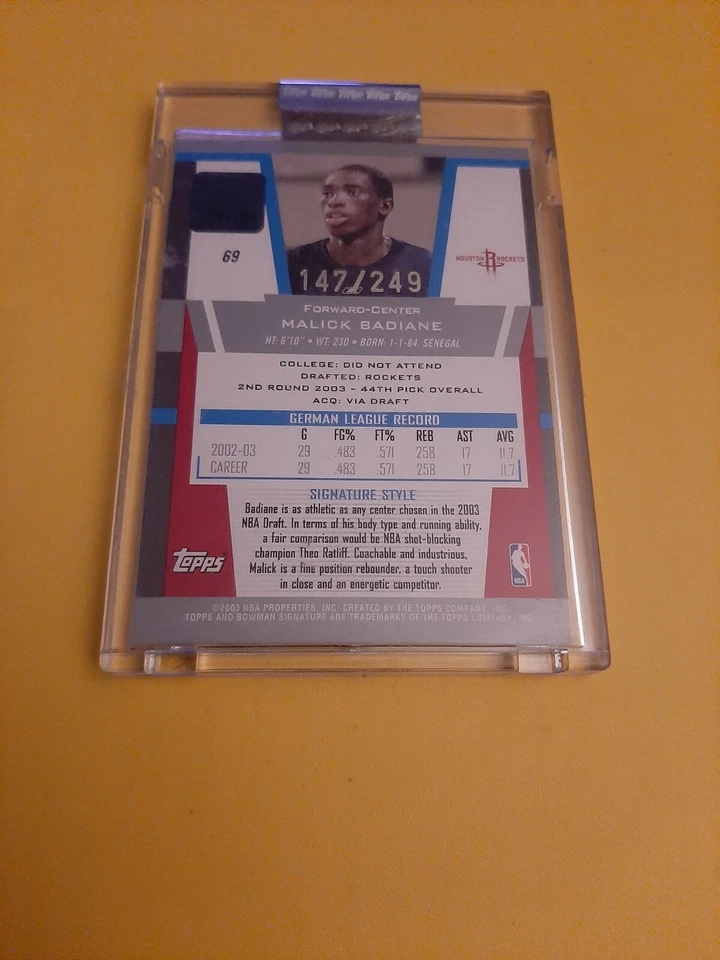 Topps Topps Topps Topps Topps
69
147/249
HOUSTON ROCKETS
FORWARD-CENTER
MALICK BADIANE
HT: 6'10" • WT: 230 • BORN: 1-1-84, SENEGAL
COLLEGE: DID NOT ATTEND
DRAFTED: ROCKETS
2ND ROUND 2003 - 44TH PICK OVERALL
ACQ: VIA DRAFT
GERMAN LEAGUE RECORD
G FG% FT% REB AST AVG
2002-03 29 .483 .571 258 17 11.7
CAREER 29 .483 .571 258 17 11.7
SIGNATURE STYLE
Badiane is as athletic as any center chosen in the 2003
NBA Draft. In terms of his body type and running ability,
a fair comparison would be NBA shot-blocking
champion Theo Ratliff. Coachable and industrious,
Malick is a fine position rebounder, a touch shooter
in close and an energetic competitor.
Topps
NBA
©2003 NBA PROPERTIES, INC. CREATED BY THE TOPPS COMPANY, INC.
TOPPS AND BOWMAN SIGNATURE ARE TRADEMARKS OF THE TOPPS COMPANY, INC.